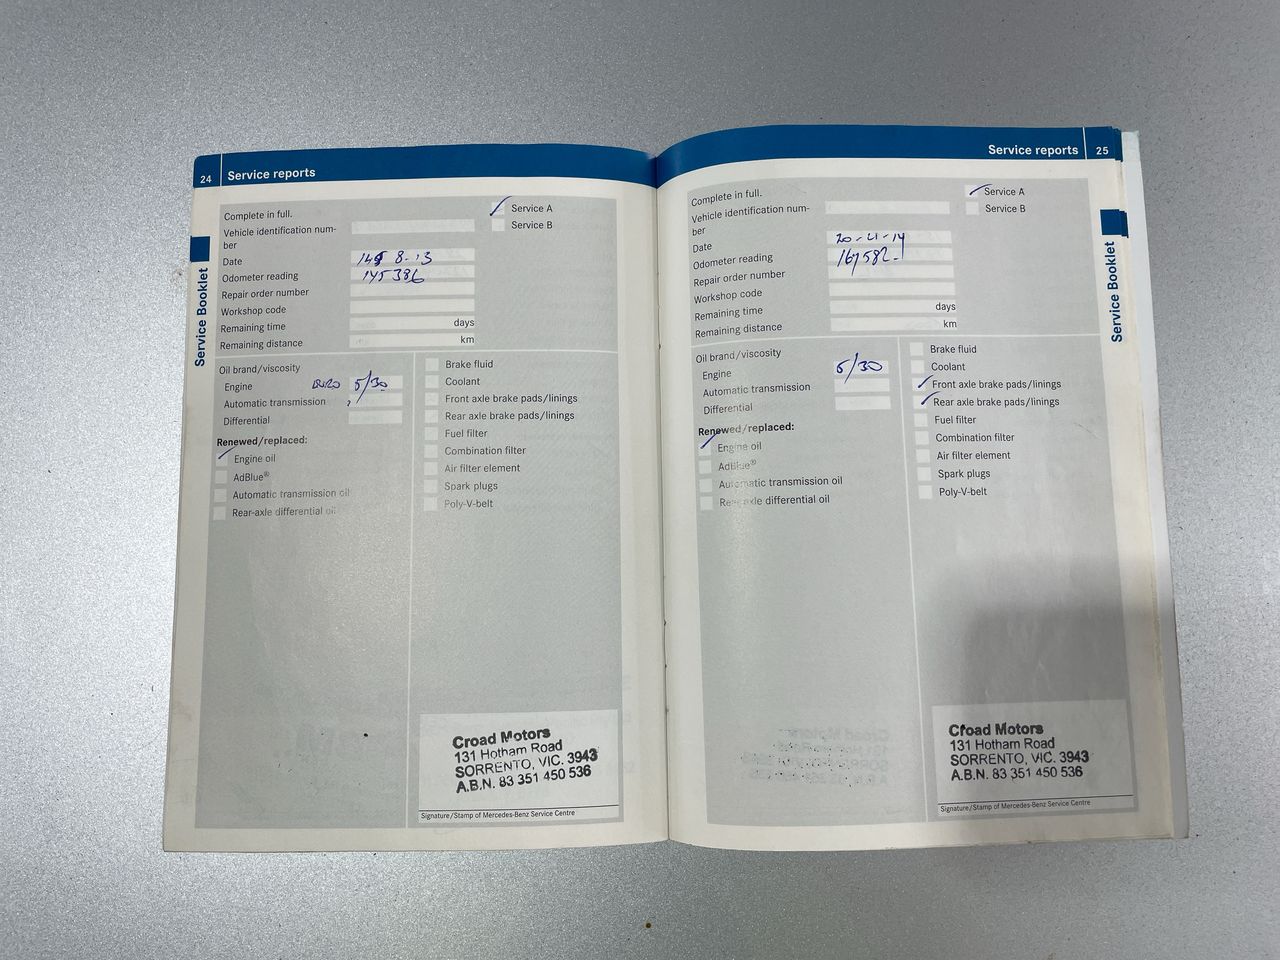 24 Service reports
Complete in full.
Service A
Vehicle identification num-
ber
Service B
Date 8-13
Odometer reading 145386
Repair order number
Workshop code
Remaining time days
Remaining distance km
Oil brand/viscosity
Engine 5/30
Automatic transmission
Differential
Renewed/replaced:
Engine oil
AdBlue®
Automatic transmission oil
Rear-axle differential oil
Brake fluid
Coolant
Front axle brake pads/linings
Rear axle brake pads/linings
Fuel filter
Combination filter
Air filter element
Spark plugs
Poly-V-belt
Croad Motors
131 Hotham Road
SORRENTO, VIC. 3943
A.B.N. 83 351 450 536
Signature/Stamp of Mercedes-Benz Service Centre
Service Booklet
Service reports 25
Complete in full.
Service A
Vehicle identification num-
ber
Service B
Date
Odometer reading 167582
Repair order number
Workshop code
Remaining time days
Remaining distance km
Oil brand/viscosity
Engine 5/30
Automatic transmission
Differential
Renewed/replaced:
Engine oil
AdBlue®
Automatic transmission oil
Rear-axle differential oil
Brake fluid
Coolant
Front axle brake pads/linings
Rear axle brake pads/linings
Fuel filter
Combination filter
Air filter element
Spark plugs
Poly-V-belt
Croad Motors
131 Hotham Road
SORRENTO, VIC. 3943
A.B.N. 83 351 450 536
Signature/Stamp of Mercedes-Benz Service Centre
Service Booklet